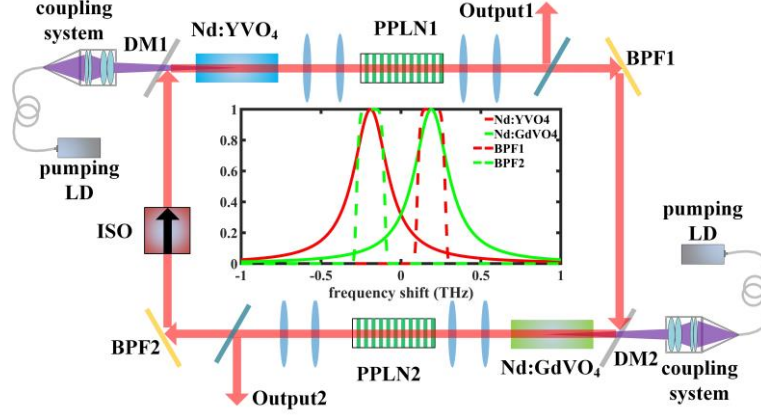 coupling
system
DM1
Nd:YVO₄
PPLN1
Output1
BPF1
pumping
LD
ISO
1
0.8
0.6
0.4
0.2
0
Nd:YVO4
Nd:GdVO4
BPF1
BPF2
-1
-0.5
0
0.5
1
frequency shift (THz)
pumping
LD
BPF2
Output2
PPLN2
Nd:GdVO₄
DM2
coupling
system